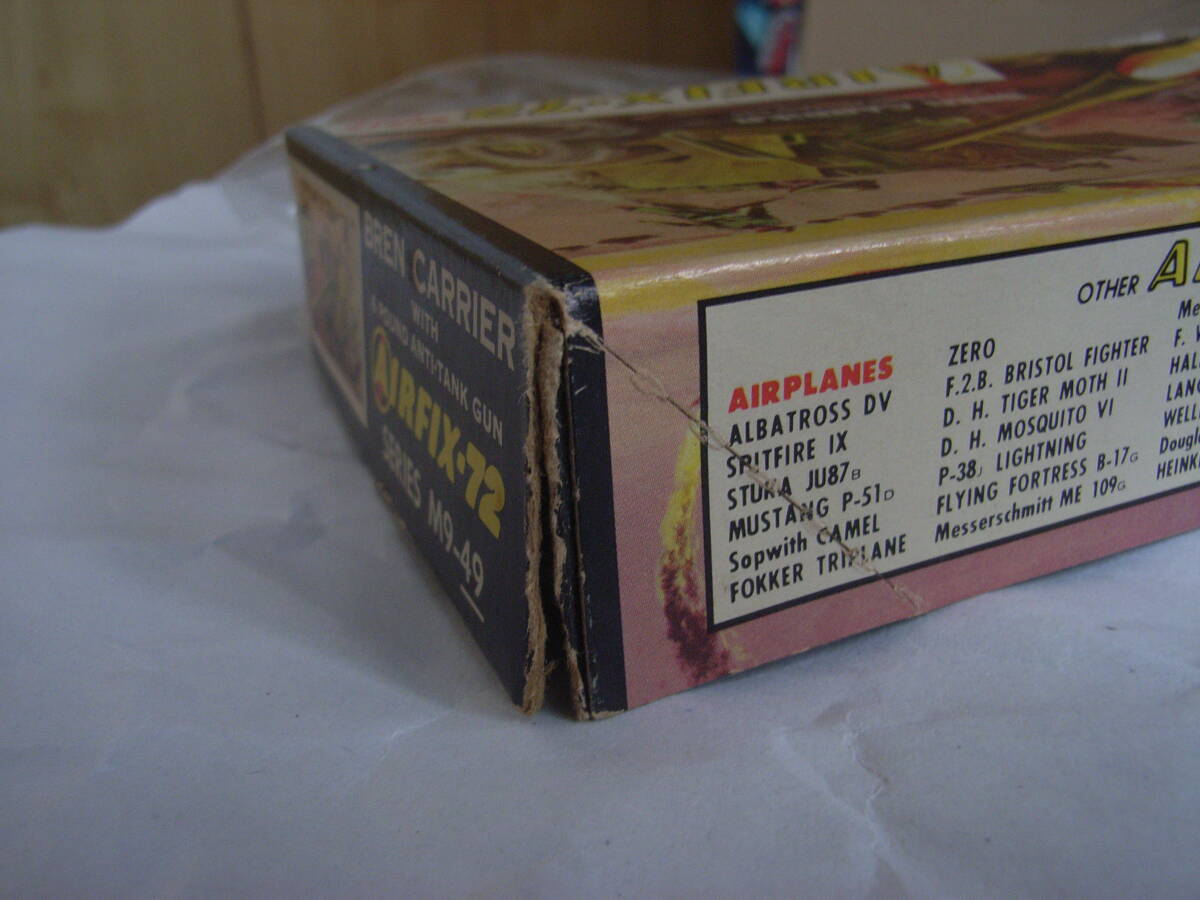 BREN CARRIER
WITH
6 POUND ANTI-TANK GUN
AIRFIX-72
SERIES M9-49
AIRFIX-72
OTHER
AIRPLANES
ALBATROSS DV
SPITFIRE IX
STUKA JU87B
MUSTANG P-51D
Sopwith CAMEL
FOKKER TRIPLANE
ZERO
F.2.B. BRISTOL FIGHTER
D. H. TIGER MOTH II
D. H. MOSQUITO VI
P-38J LIGHTNING
FLYING FORTRESS B-17G
Messerschmitt ME 109G